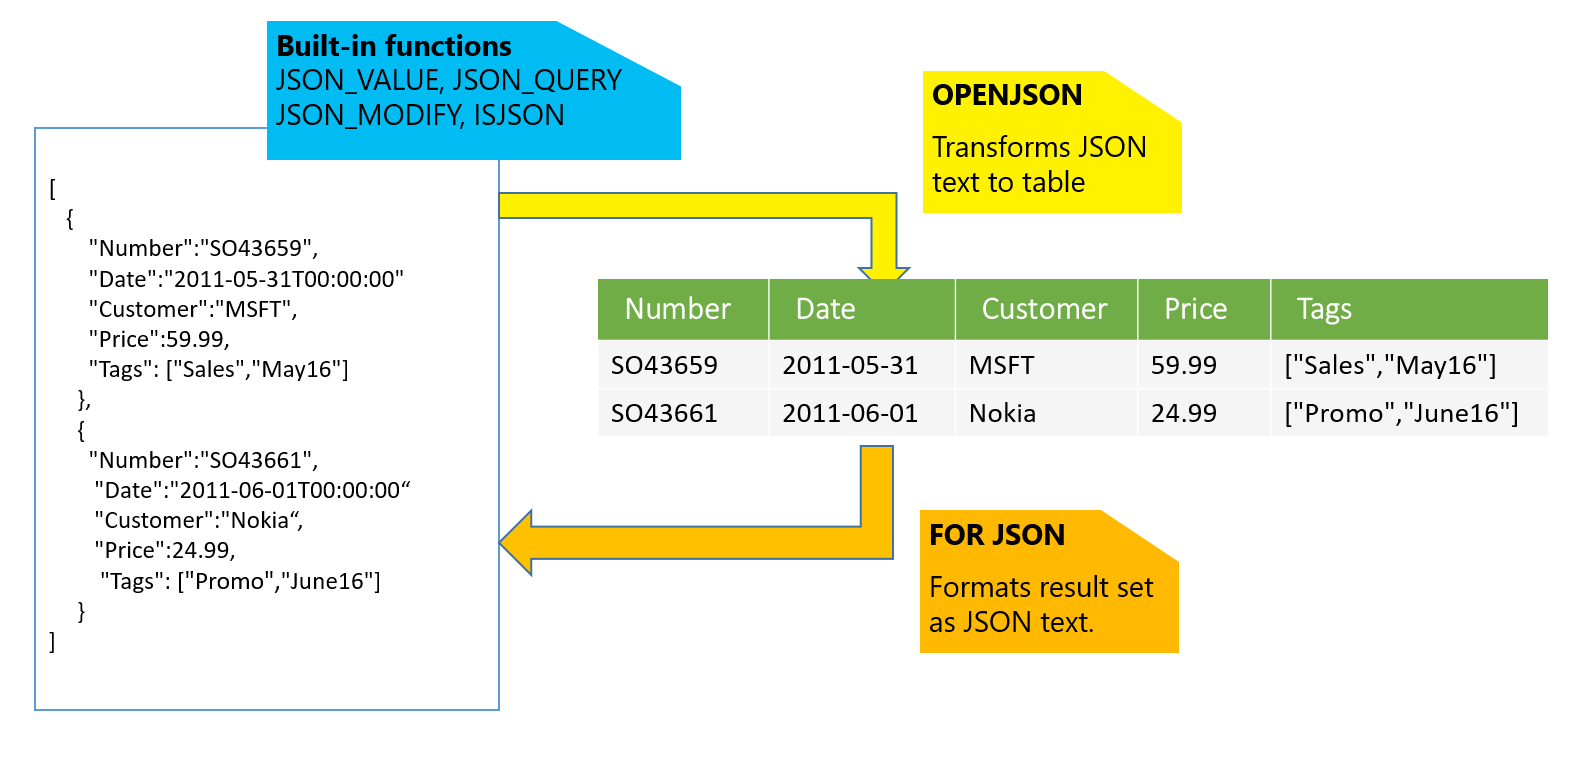 Built-in functions
JSON_VALUE, JSON_QUERY
JSON_MODIFY, ISJSON
[
{
"Number":"SO43659",
"Date":"2011-05-31T00:00:00"
"Customer":"MSFT",
"Price":59.99,
"Tags": ["Sales","May16"]
},
{
"Number":"SO43661",
"Date":"2011-06-01T00:00:00“
"Customer":"Nokia“,
"Price":24.99,
"Tags": ["Promo","June16"]
}
]
OPENJSON
Transforms JSON
text to table
Number Date Customer Price Tags
SO43659 2011-05-31 MSFT 59.99 ["Sales","May16"]
SO43661 2011-06-01 Nokia 24.99 ["Promo","June16"]
FOR JSON
Formats result set
as JSON text.